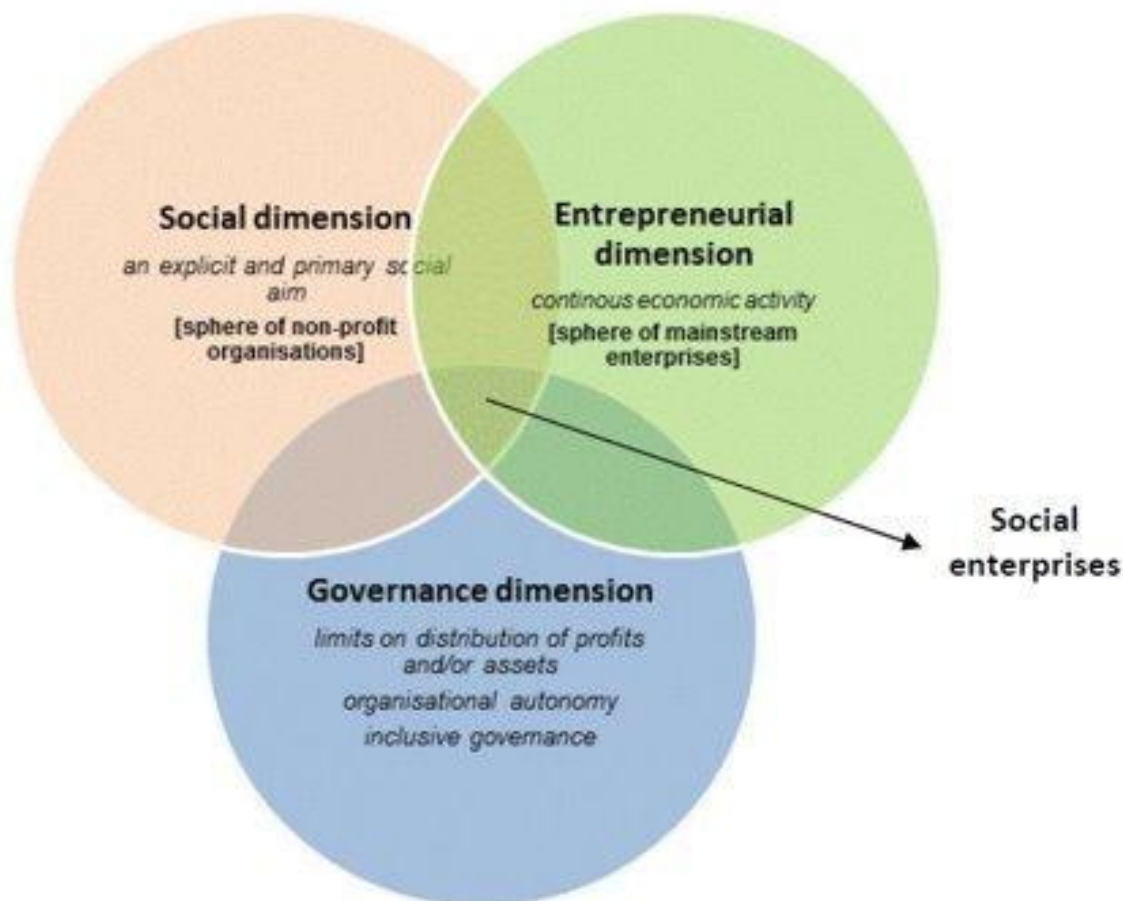 Social dimension
an explicit and primary social
aim
[sphere of non-profit
organisations]
Entrepreneurial
dimension
continous economic activity
[sphere of mainstream
enterprises]
Social
enterprises
Governance dimension
limits on distribution of profits
and/or assets
organisational autonomy
inclusive governance